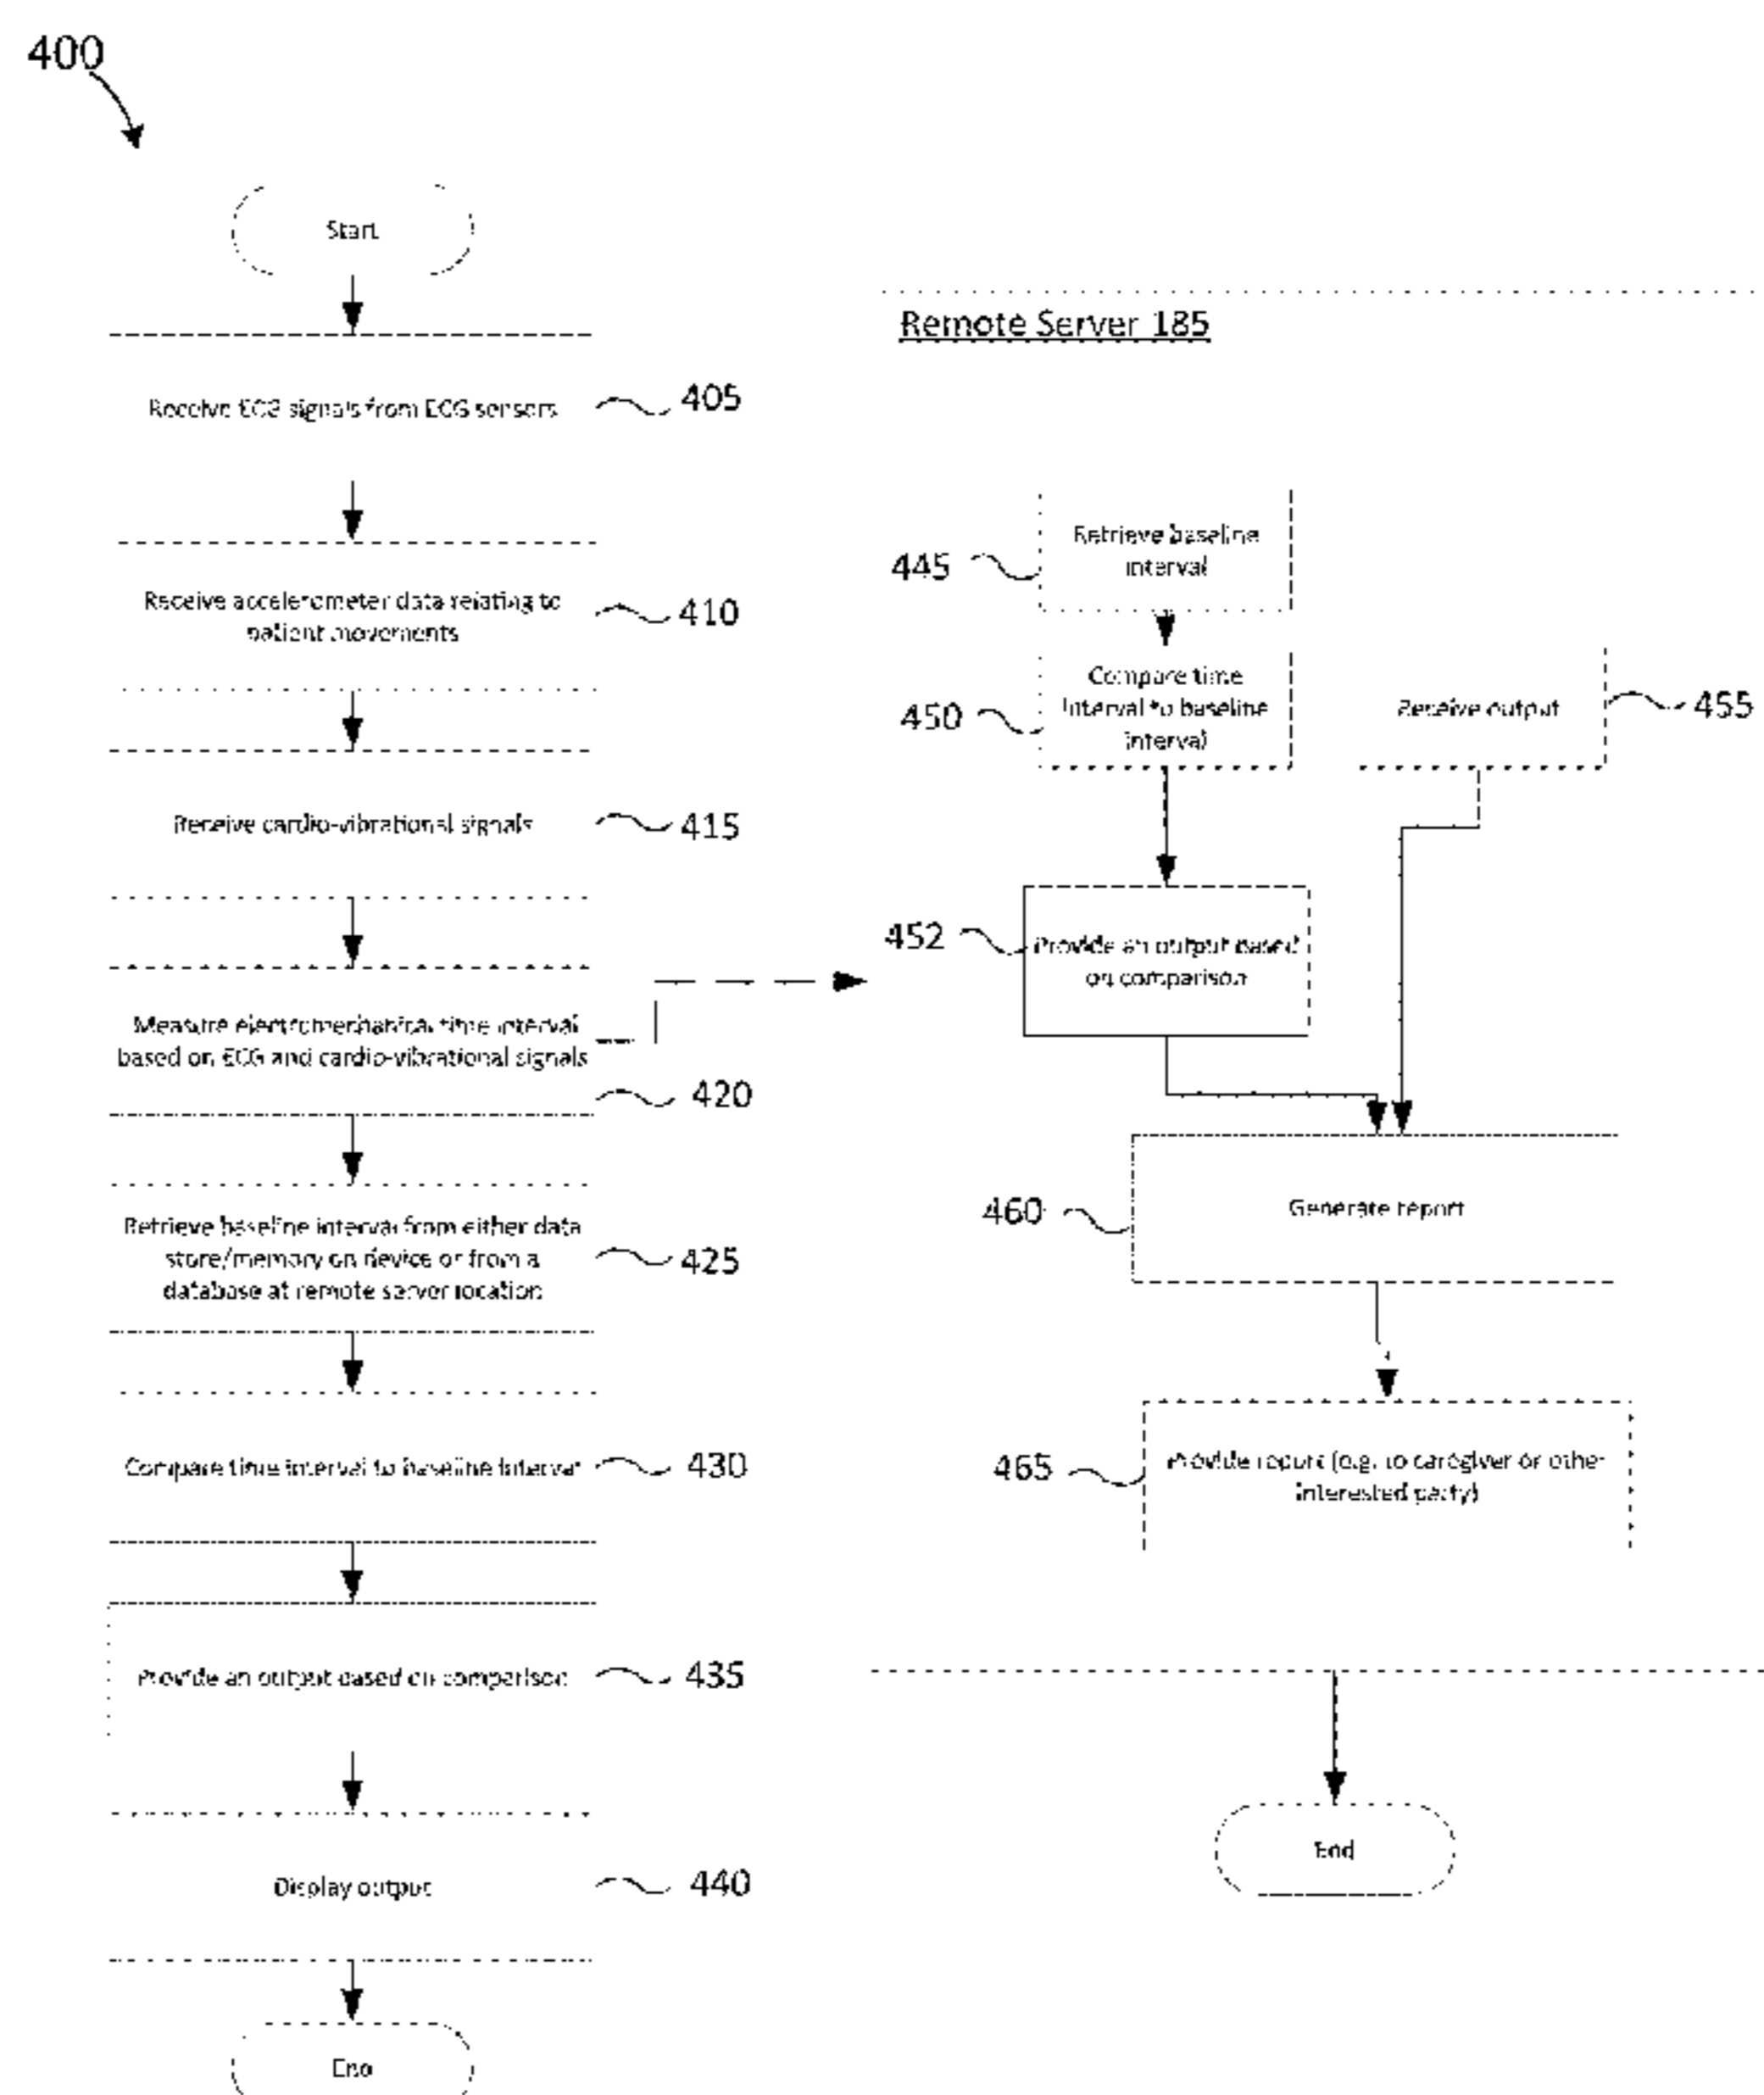 400
Start
Receive ECG signals from ECG sensors
405
Receive accelerometer data relating to
patient movements
410
Receive cardio-vibrational signals
415
Measure electromechanical time interval
based on ECG and cardio-vibrational signals
420
Retrieve baseline interval from either data
store/memory on device or from a
database at remote server location
425
Compare time interval to baseline interval
430
Provide an output based on comparison
435
Display output
440
End
Remote Server 185
Retrieve baseline
interval
445
Compare time
interval to baseline
interval
450
Receive output
455
452
Provide an output based
on comparison
460
Generate report
465
Provide report (e.g. to caregiver or other
interested party)
End